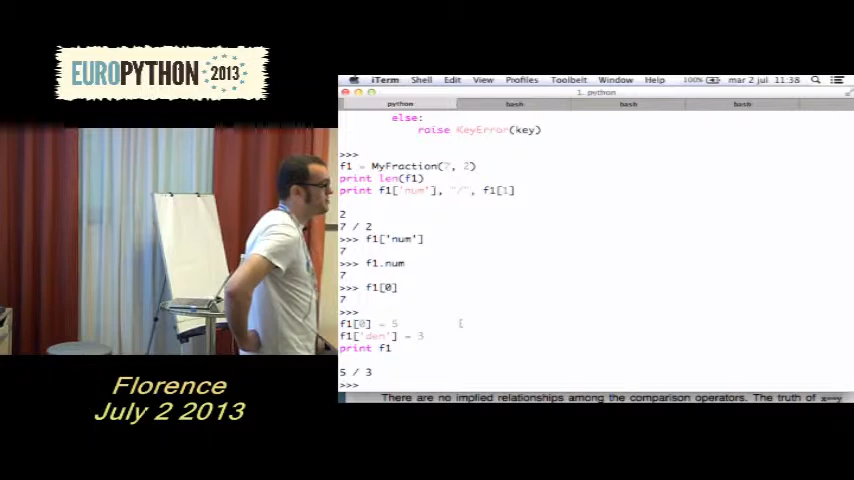 EUROPYTHON 2013
iTerm Shell Edit View Profiles Toolbelt Window Help 100% mar 2 jul 11:38
1. python
python bash bash bash
else:
raise KeyError(key)
>>>
f1 = MyFraction(7, 2)
print len(f1)
print f1['num'], "/", f1[1]
2
7 / 2
>>> f1['num']
7
>>> f1.num
7
>>> f1[0]
7
>>>
f1[0] = 5
f1['den'] = 3
print f1
5 / 3
>>>
There are no implied relationships among the comparison operators. The truth of
Florence
July 2 2013